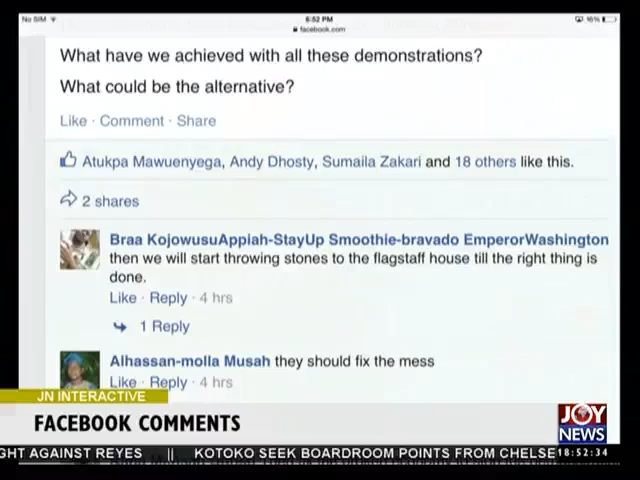 No SIM
6:52 PM
16%
facebook.com
What have we achieved with all these demonstrations?
What could be the alternative?
Like · Comment · Share
Atukpa Mawuenyega, Andy Dhosty, Sumaila Zakari and 18 others like this.
2 shares
Braa KojowusuAppiah-StayUp Smoothie-bravado EmperorWashington
then we will start throwing stones to the flagstaff house till the right thing is
done.
Like · Reply · 4 hrs
1 Reply
Alhassan-molla Musah they should fix the mess
Like · Reply · 4 hrs
JN INTERACTIVE
FACEBOOK COMMENTS
JOY
NEWS
GHT AGAINST REYES || KOTOKO SEEK BOARDROOM POINTS FROM CHELSE
18:52:34